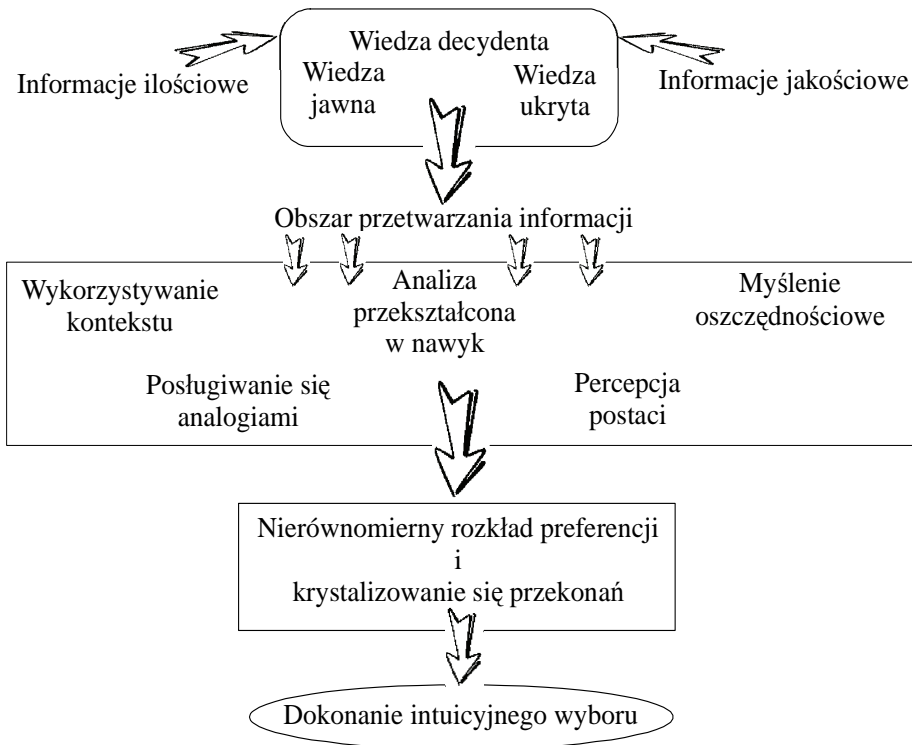 Wiedza decydenta
Informacje ilościowe
Wiedza
jawna
Wiedza
ukryta
Informacje jakościowe
Obszar przetwarzania informacji
Wykorzystywanie
kontekstu
Analiza
przekształcona
w nawyk
Myślenie
oszczędnościowe
Posługiwanie się
analogiami
Percepcja
postaci
Nierównomierny rozkład preferencji
i
krystalizowanie się przekonań
Dokonanie intuicyjnego wyboru